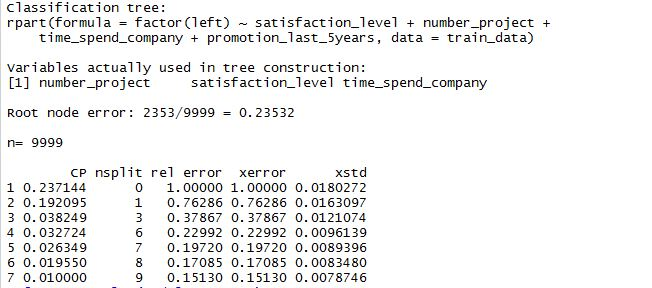 Classification tree:
rpart(formula = factor(left) ~ satisfaction_level + number_project +
    time_spend_company + promotion_last_5years, data = train_data)
Variables actually used in tree construction:
[1] number_project     satisfaction_level time_spend_company
Root node error: 2353/9999 = 0.23532
n= 9999
        CP nsplit rel error  xerror      xstd
1 0.237144      0   1.00000 1.00000 0.0180272
2 0.192095      1   0.76286 0.76286 0.0163097
3 0.038249      3   0.37867 0.37867 0.0121074
4 0.032724      6   0.22992 0.22992 0.0096139
5 0.026349      7   0.19720 0.19720 0.0089396
6 0.019550      8   0.17085 0.17085 0.0083480
7 0.010000      9   0.15130 0.15130 0.0078746